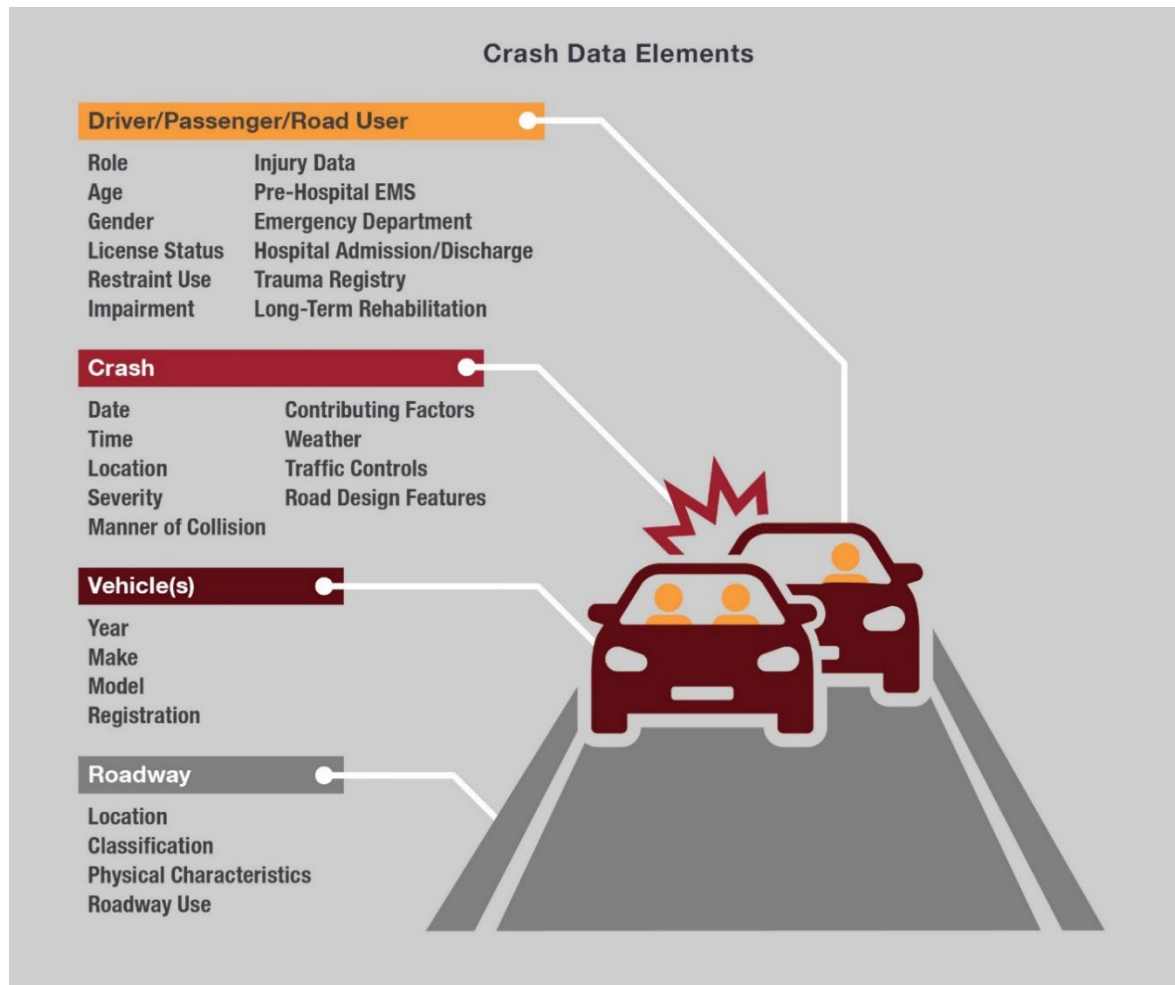 Crash Data Elements
Driver/Passenger/Road User
Role
Age
Gender
License Status
Restraint Use
Impairment
Injury Data
Pre-Hospital EMS
Emergency Department
Hospital Admission/Discharge
Trauma Registry
Long-Term Rehabilitation
Crash
Date
Time
Location
Severity
Manner of Collision
Contributing Factors
Weather
Traffic Controls
Road Design Features
Vehicle(s)
Year
Make
Model
Registration
Roadway
Location
Classification
Physical Characteristics
Roadway Use